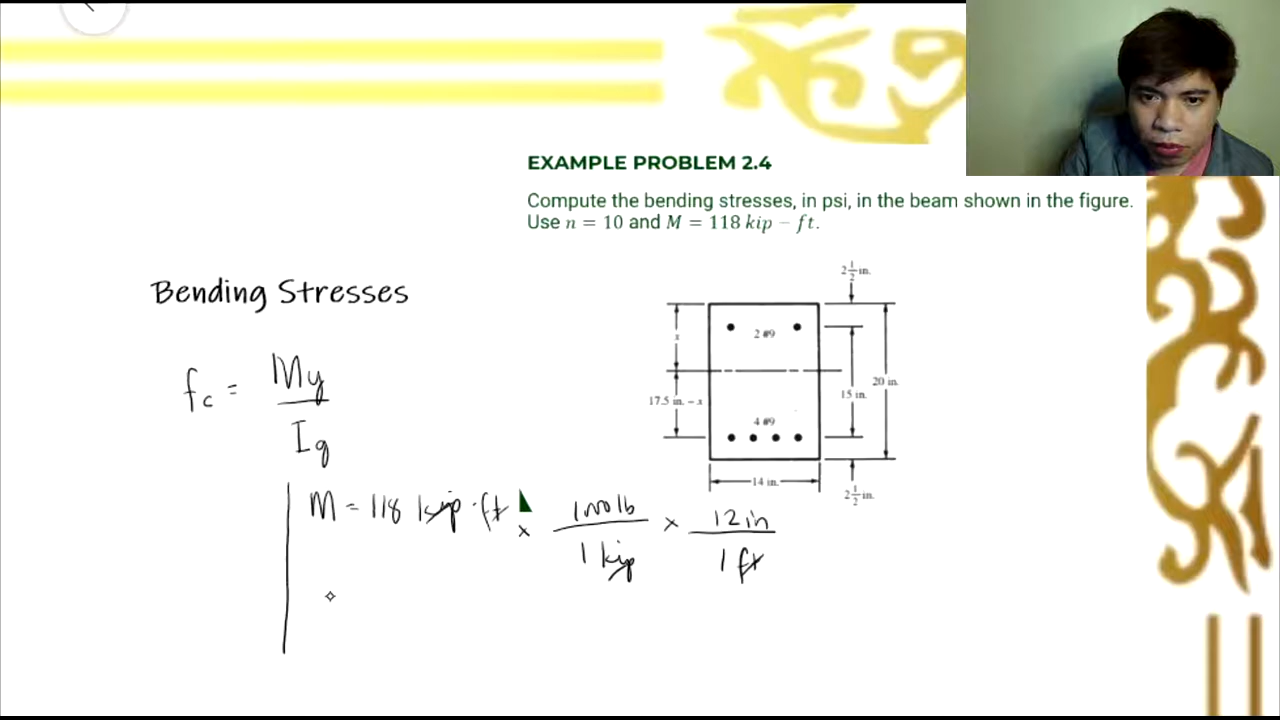 EXAMPLE PROBLEM 2.4
Compute the bending stresses, in psi, in the beam shown in the figure.
Use n = 10 and M = 118 kip − ft.
Bending Stresses
f_c = My / I_g
2 1/2 in.
2 #9
x
20 in.
15 in.
17.5 in. − x
4 #9
14 in.
2 1/2 in.
M = 118 kip · ft × 1000 lb / 1 kip × 12 in / 1 ft